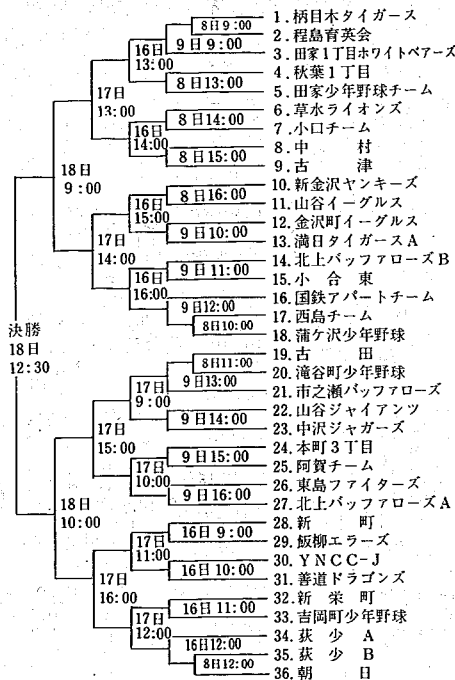 1.柄目木タイガース
8日9:00
2.程島育英会
9日9:00
3.田家1丁目ホワイトベアーズ
16日
13:00
4.秋葉1丁目
8日13:00
5.田家少年野球チーム
17日
13:00
6.草水ライオンズ
8日14:00
7.小口チーム
16日
14:00
8.中村
8日15:00
9.古津
18日
9:00
10.新金沢ヤンキーズ
8日16:00
11.山谷イーグルス
16日
15:00
12.金沢町イーグルス
9日10:00
13.満日タイガースA
17日
14:00
14.北上バッファローズB
9日11:00
15.小合東
16日
16:00
16.国鉄アパートチーム
9日12:00
17.西島チーム
8日10:00
18.蒲ケ沢少年野球
決勝
18日
12:30
19.古田
8日11:00
20.滝谷町少年野球
9日13:00
21.市之瀬バッファローズ
17日
9:00
22.山谷ジャイアンツ
9日14:00
23.中沢ジャガーズ
17日
15:00
24.本町3丁目
9日15:00
25.阿賀チーム
17日
10:00
26.東島ファイターズ
9日16:00
27.北上バッファローズA
18日
10:00
28.新町
16日9:00
29.飯柳エラーズ
17日
11:00
30.YNCC-J
16日10:00
31.善道ドラゴンズ
17日
16:00
32.新栄町
16日11:00
33.吉岡町少年野球
17日
12:00
34.荻少A
16日12:00
35.荻少B
8日12:00
36.朝日